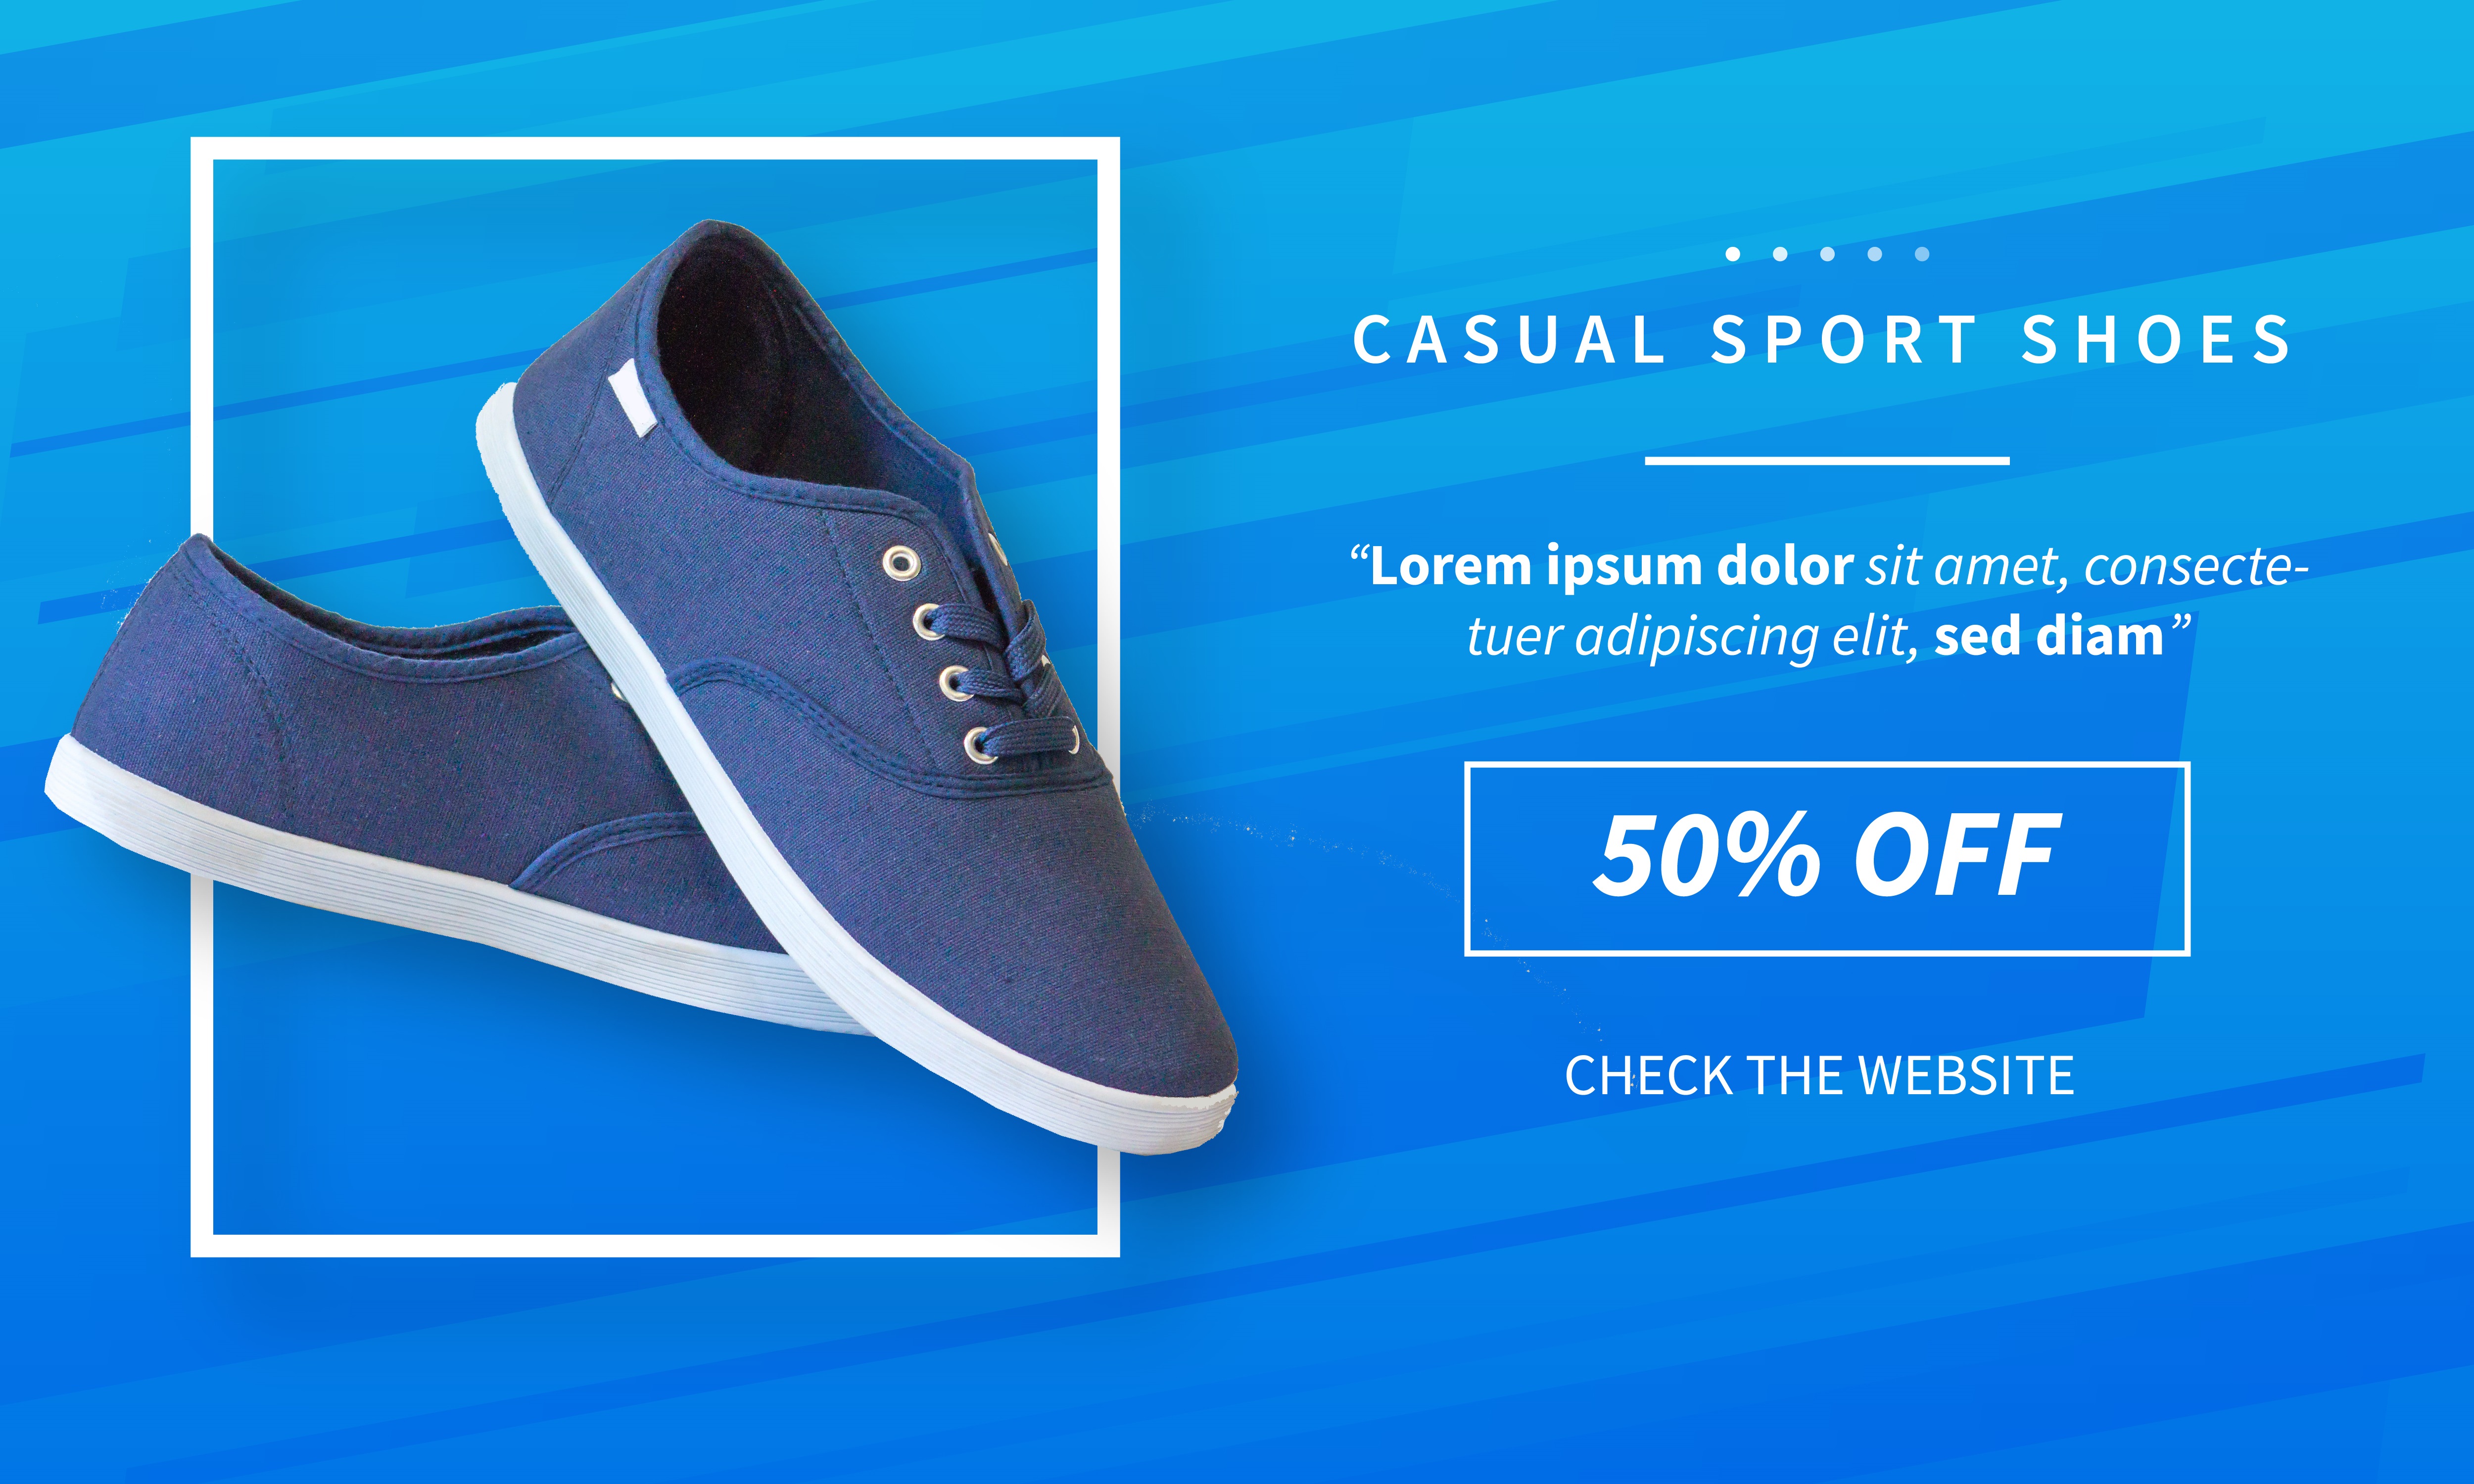 CASUAL SPORT SHOES
“Lorem ipsum dolor sit amet, consecte-
tuer adipiscing elit, sed diam”
50% OFF
CHECK THE WEBSITE